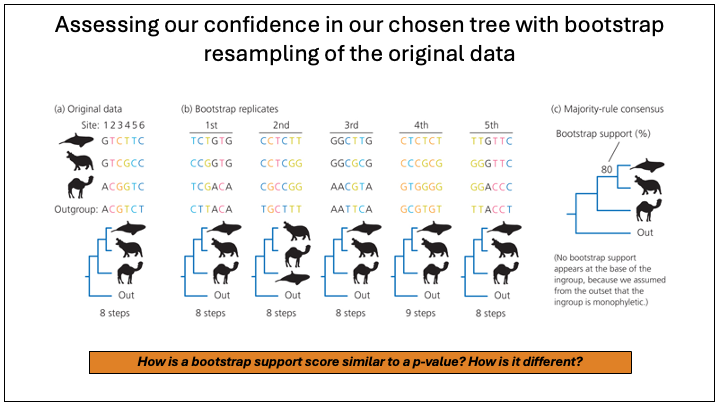 Assessing our confidence in our chosen tree with bootstrap
resampling of the original data
(a) Original data
Site: 1 2 3 4 5 6
GTCTTC
GTCGCC
ACGGTC
Outgroup: ACGTCT
8 steps
Out
(b) Bootstrap replicates
1st 2nd 3rd 4th 5th
TCTGTG CCTCTT GGCTTG CTCTCT TTGTTC
CCGGTG CCTCGG GGCGCG CCCGCG GGGTTC
TCGACA CGCCGG AACGTA GTGGGG GGACCC
CTTACA TGCTTT AATTCA GCGTGT TTACCT
Out Out Out Out Out
8 steps 8 steps 8 steps 9 steps 8 steps
(c) Majority-rule consensus
Bootstrap support (%)
80
Out
(No bootstrap support
appears at the base of the
ingroup, because we assumed
from the outset that the
ingroup is monophyletic.)
How is a bootstrap support score similar to a p-value? How is it different?